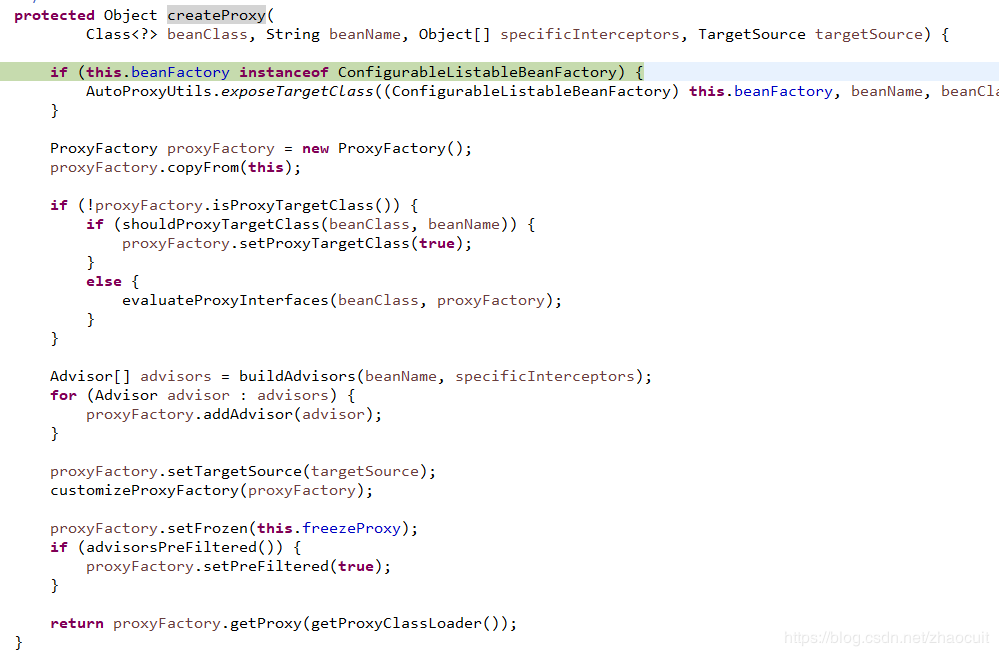 protected Object createProxy(
Class<?> beanClass, String beanName, Object[] specificInterceptors, TargetSource targetSource) {
if (this.beanFactory instanceof ConfigurableListableBeanFactory) {
AutoProxyUtils.exposeTargetClass((ConfigurableListableBeanFactory) this.beanFactory, beanName, beanCla
}
ProxyFactory proxyFactory = new ProxyFactory();
proxyFactory.copyFrom(this);
if (!proxyFactory.isProxyTargetClass()) {
if (shouldProxyTargetClass(beanClass, beanName)) {
proxyFactory.setProxyTargetClass(true);
}
else {
evaluateProxyInterfaces(beanClass, proxyFactory);
}
}
Advisor[] advisors = buildAdvisors(beanName, specificInterceptors);
for (Advisor advisor : advisors) {
proxyFactory.addAdvisor(advisor);
}
proxyFactory.setTargetSource(targetSource);
customizeProxyFactory(proxyFactory);
proxyFactory.setFrozen(this.freezeProxy);
if (advisorsPreFiltered()) {
proxyFactory.setPreFiltered(true);
}
return proxyFactory.getProxy(getProxyClassLoader());
}
https://blog.csdn.net/zhaocuit